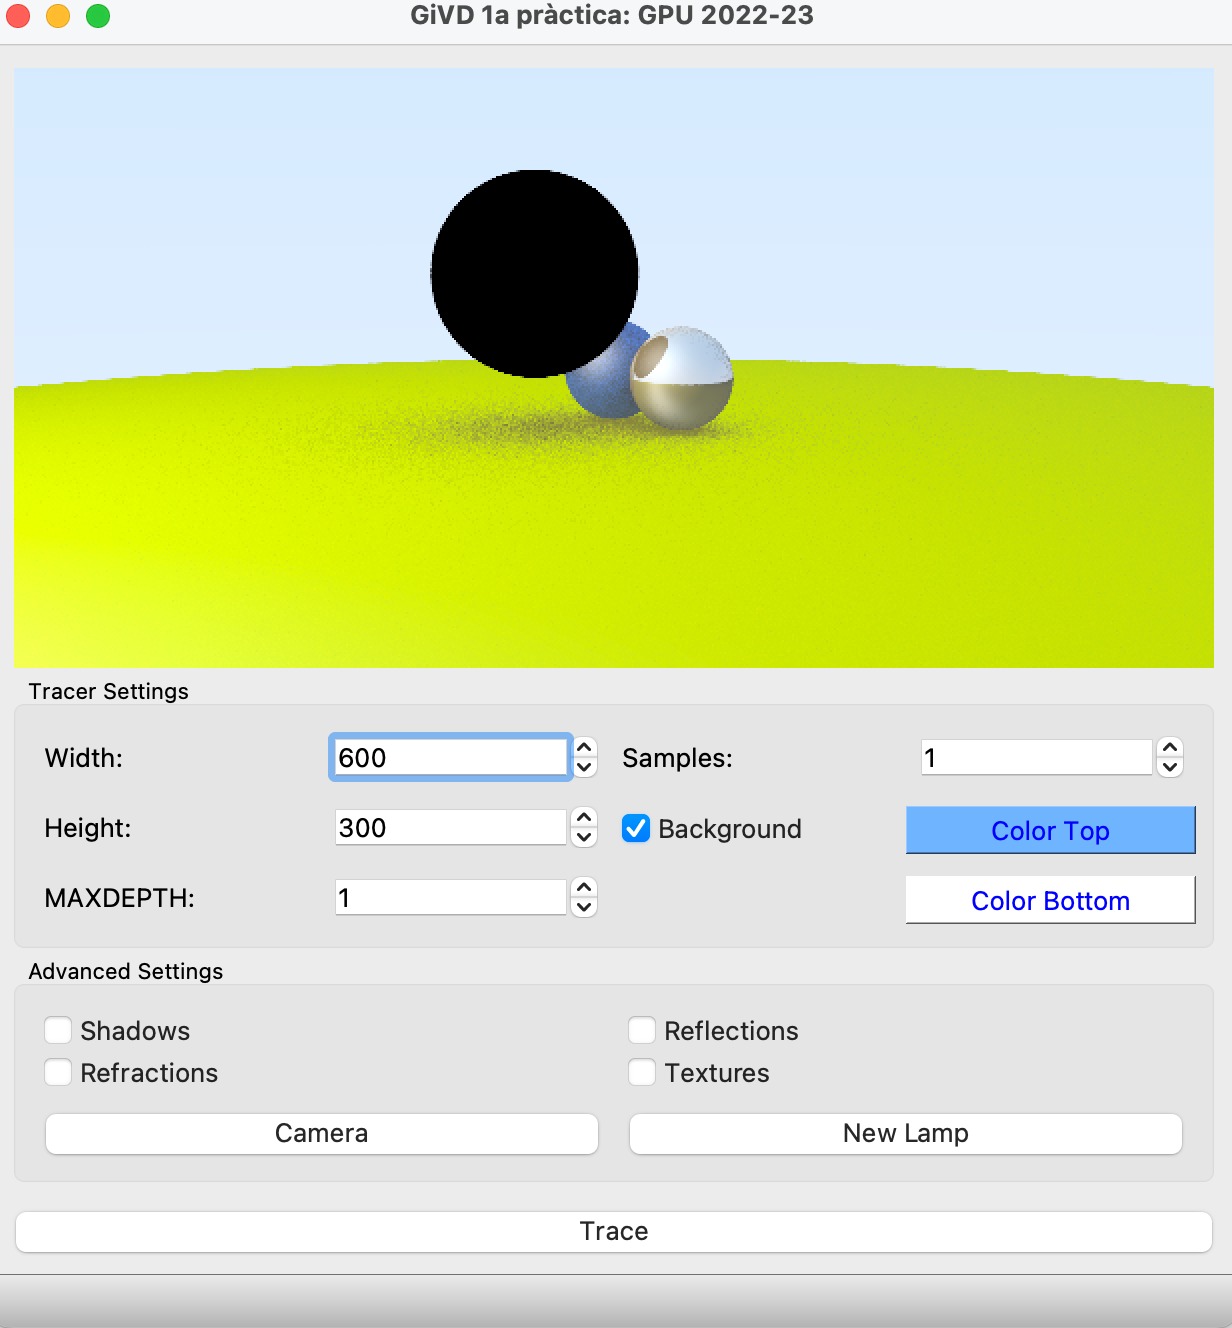 GiVD 1a pràctica: GPU 2022-23
Tracer Settings
Width: 600 Samples: 1
Height: 300 Background Color Top
MAXDEPTH: 1 Color Bottom
Advanced Settings
Shadows Reflections
Refractions Textures
Camera New Lamp
Trace